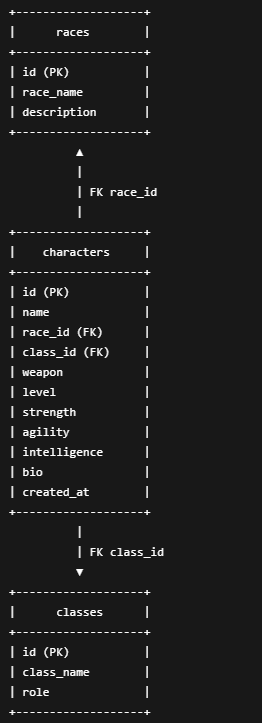 +-------------------+
|      races        |
+-------------------+
| id (PK)           |
| race_name         |
| description       |
+-------------------+
          ▲
          |
          | FK race_id
          |
+-------------------+
|    characters     |
+-------------------+
| id (PK)           |
| name              |
| race_id (FK)      |
| class_id (FK)     |
| weapon            |
| level             |
| strength          |
| agility           |
| intelligence      |
| bio               |
| created_at        |
+-------------------+
          |
          | FK class_id
          ▼
+-------------------+
|      classes      |
+-------------------+
| id (PK)           |
| class_name        |
| role              |
+-------------------+